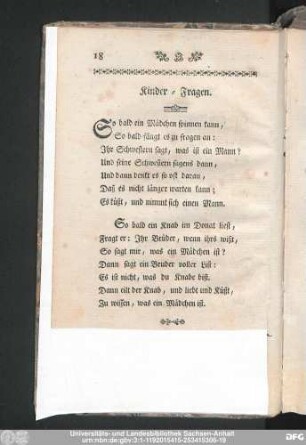 18
Kinder-Fragen.
So bald ein Mädchen spinnen kann,
So bald fängt es zu fragen an:
Ihr Schwestern sagt, was ist ein Mann?
Und seine Schwestern sagens dann,
Und dann denkt es so oft daran,
Daß es nicht länger warten kann;
Es küßt, und nimmt sich einen Mann.
So bald ein Knab im Donat liest,
Fragt er: Ihr Brüder, wenn ihrs wißt,
So sagt mir, was ein Mädchen ist?
Dann sagt ein Bruder voller List:
Es ist nicht, was du Knabe bist.
Dann eilt der Knab, und liebt und küßt,
Zu wissen, was ein Mädchen ist.
Universitäts- und Landesbibliothek Sachsen-Anhalt
urn:nbn:de:gbv:3:1-1192015415-253415306-19
DFG